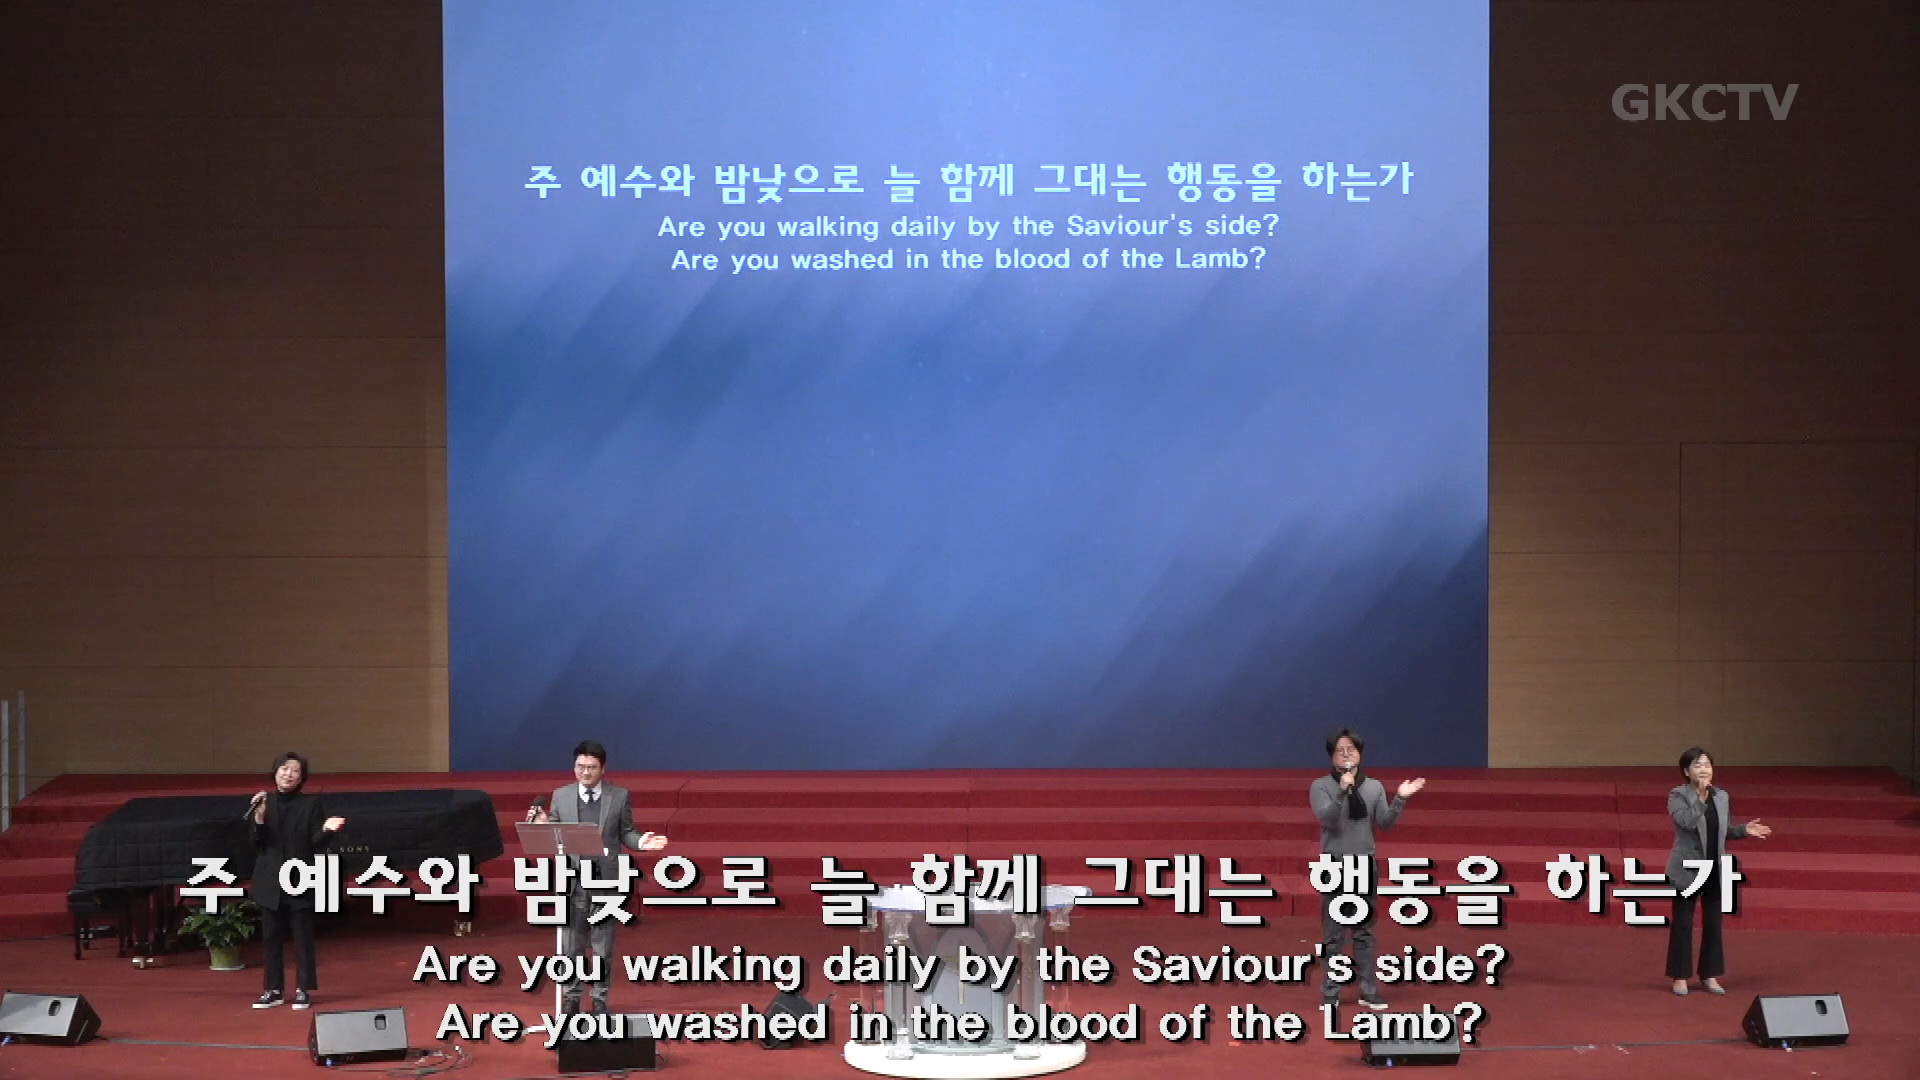 GKCTV
주 예수와 밤낮으로 늘 함께 그대는 행동을 하는가
Are you walking daily by the Saviour's side?
Are you washed in the blood of the Lamb?
& SONS
주 예수와 밤낮으로 늘 함께 그대는 행동을 하는가
Are you walking daily by the Saviour's side?
Are you washed in the blood of the Lamb?